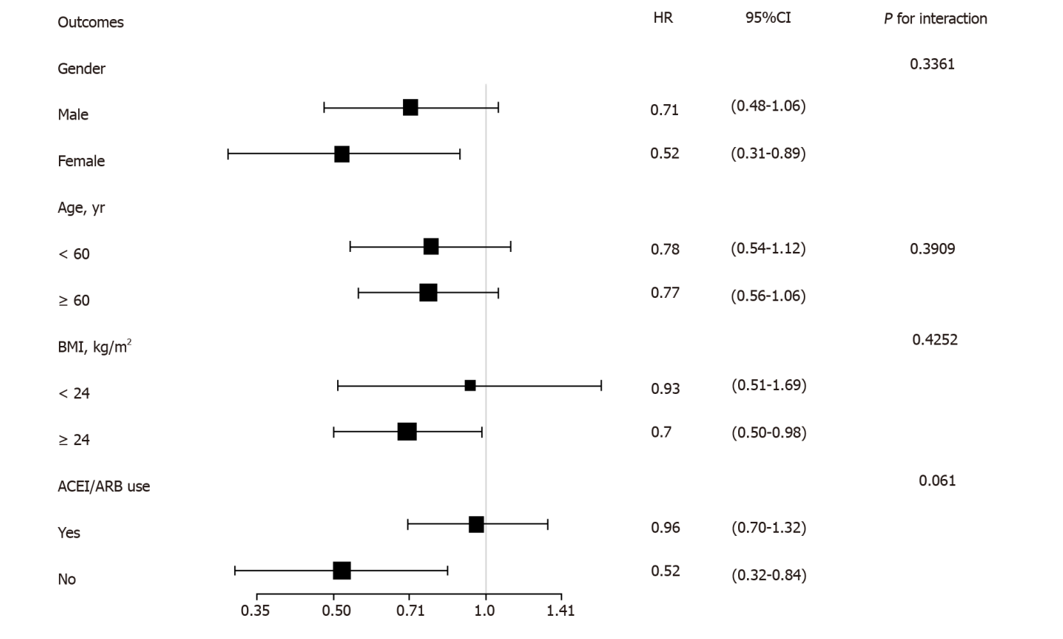 Outcomes HR 95%CI P for interaction
Gender 0.3361
Male 0.71 (0.48-1.06)
Female 0.52 (0.31-0.89)
Age, yr
< 60 0.78 (0.54-1.12) 0.3909
≥ 60 0.77 (0.56-1.06)
BMI, kg/m² 0.4252
< 24 0.93 (0.51-1.69)
≥ 24 0.7 (0.50-0.98)
ACEI/ARB use 0.061
Yes 0.96 (0.70-1.32)
No 0.52 (0.32-0.84)
0.35 0.50 0.71 1.0 1.41